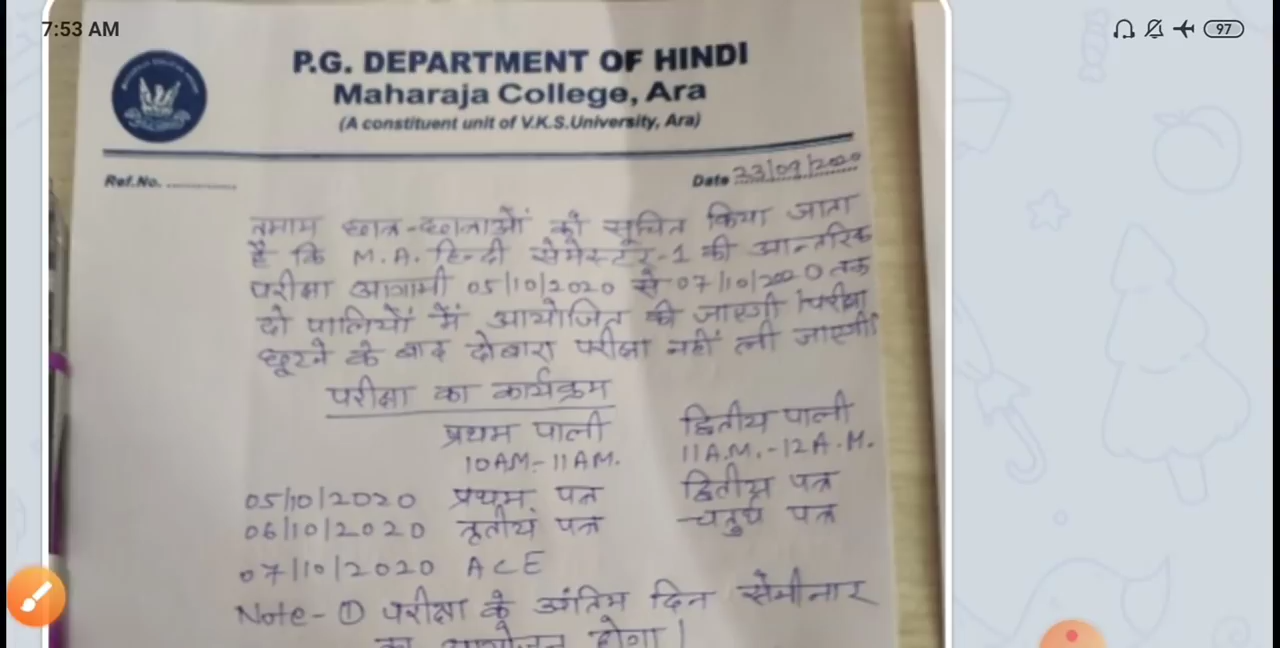 7:53 AM
97
P.G. DEPARTMENT OF HINDI
Maharaja College, Ara
(A constituent unit of V.K.S.University, Ara)
Ref.No. ............
Date 23/09/2020
तमाम छात्र-छात्राओं को सूचित किया जाता
है कि M.A. हिन्दी सेमेस्टर-1 की आन्तरिक
परीक्षा आगामी 05/10/2020 से 07/10/2020 तक
दो पालियों में आयोजित की जाएगी। परीक्षा
छूटने के बाद दोबारा परीक्षा नहीं ली जाएगी।
परीक्षा का कार्यक्रम
प्रथम पाली द्वितीय पाली
10AM-11AM. 11A.M.-12A.M.
05/10/2020 प्रथम पत्र द्वितीय पत्र
06/10/2020 तृतीय पत्र चतुर्थ पत्र
07/10/2020 ACE
Note- ① परीक्षा के अंतिम दिन सेमीनार
का आयोजन होगा।